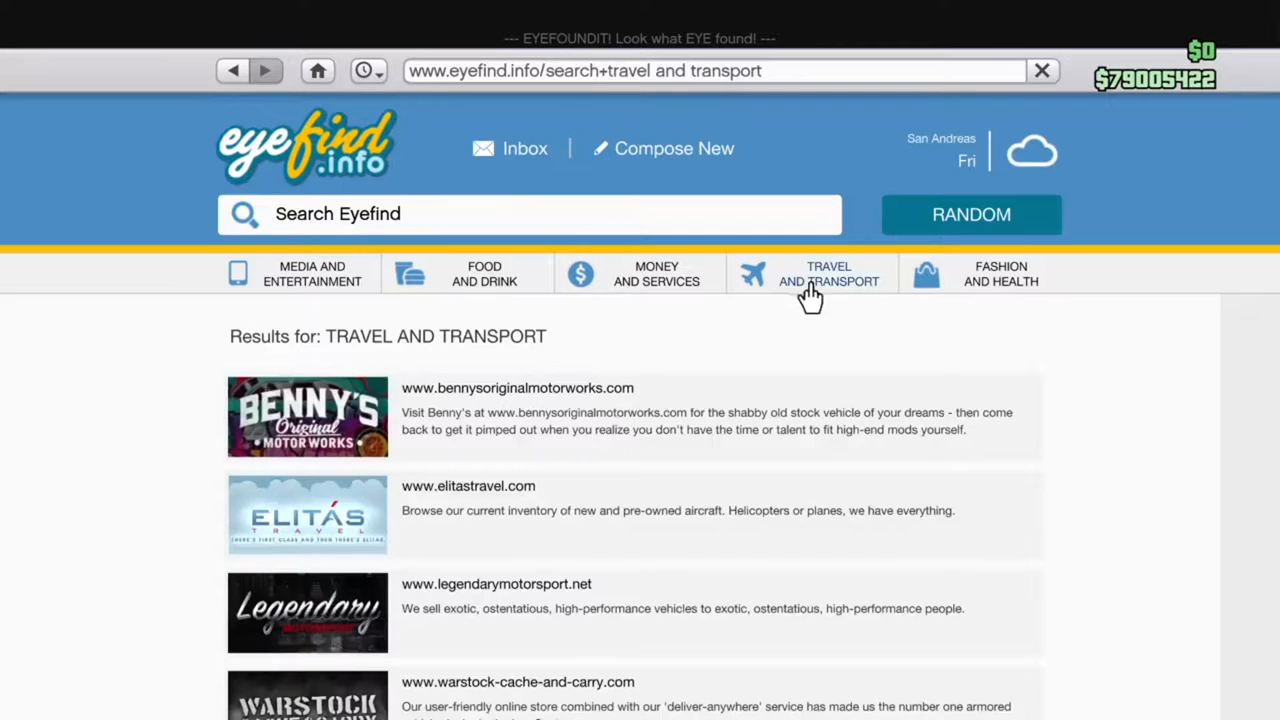 --- EYEFOUNDIT! Look what EYE found! ---
$0
www.eyefind.info/search+travel and transport
$79005422
eyefind
.info
Inbox
Compose New
San Andreas
Fri
Search Eyefind
RANDOM
MEDIA AND
ENTERTAINMENT
FOOD
AND DRINK
MONEY
AND SERVICES
TRAVEL
AND TRANSPORT
FASHION
AND HEALTH
Results for: TRAVEL AND TRANSPORT
BENNY'S
Original
MOTOR WORKS
www.bennysoriginalmotorworks.com
Visit Benny's at www.bennysoriginalmotorworks.com for the shabby old stock vehicle of your dreams - then come
back to get it pimped out when you realize you don't have the time or talent to fit high-end mods yourself.
ELITÁS
TRAVEL
THERE'S FIRST CLASS AND THEN THERE'S ELITAS
www.elitastravel.com
Browse our current inventory of new and pre-owned aircraft. Helicopters or planes, we have everything.
Legendary
MOTORSPORT
www.legendarymotorsport.net
We sell exotic, ostentatious, high-performance vehicles to exotic, ostentatious, high-performance people.
WARSTOCK
www.warstock-cache-and-carry.com
Our user-friendly online store combined with our 'deliver-anywhere' service has made us the number one armored